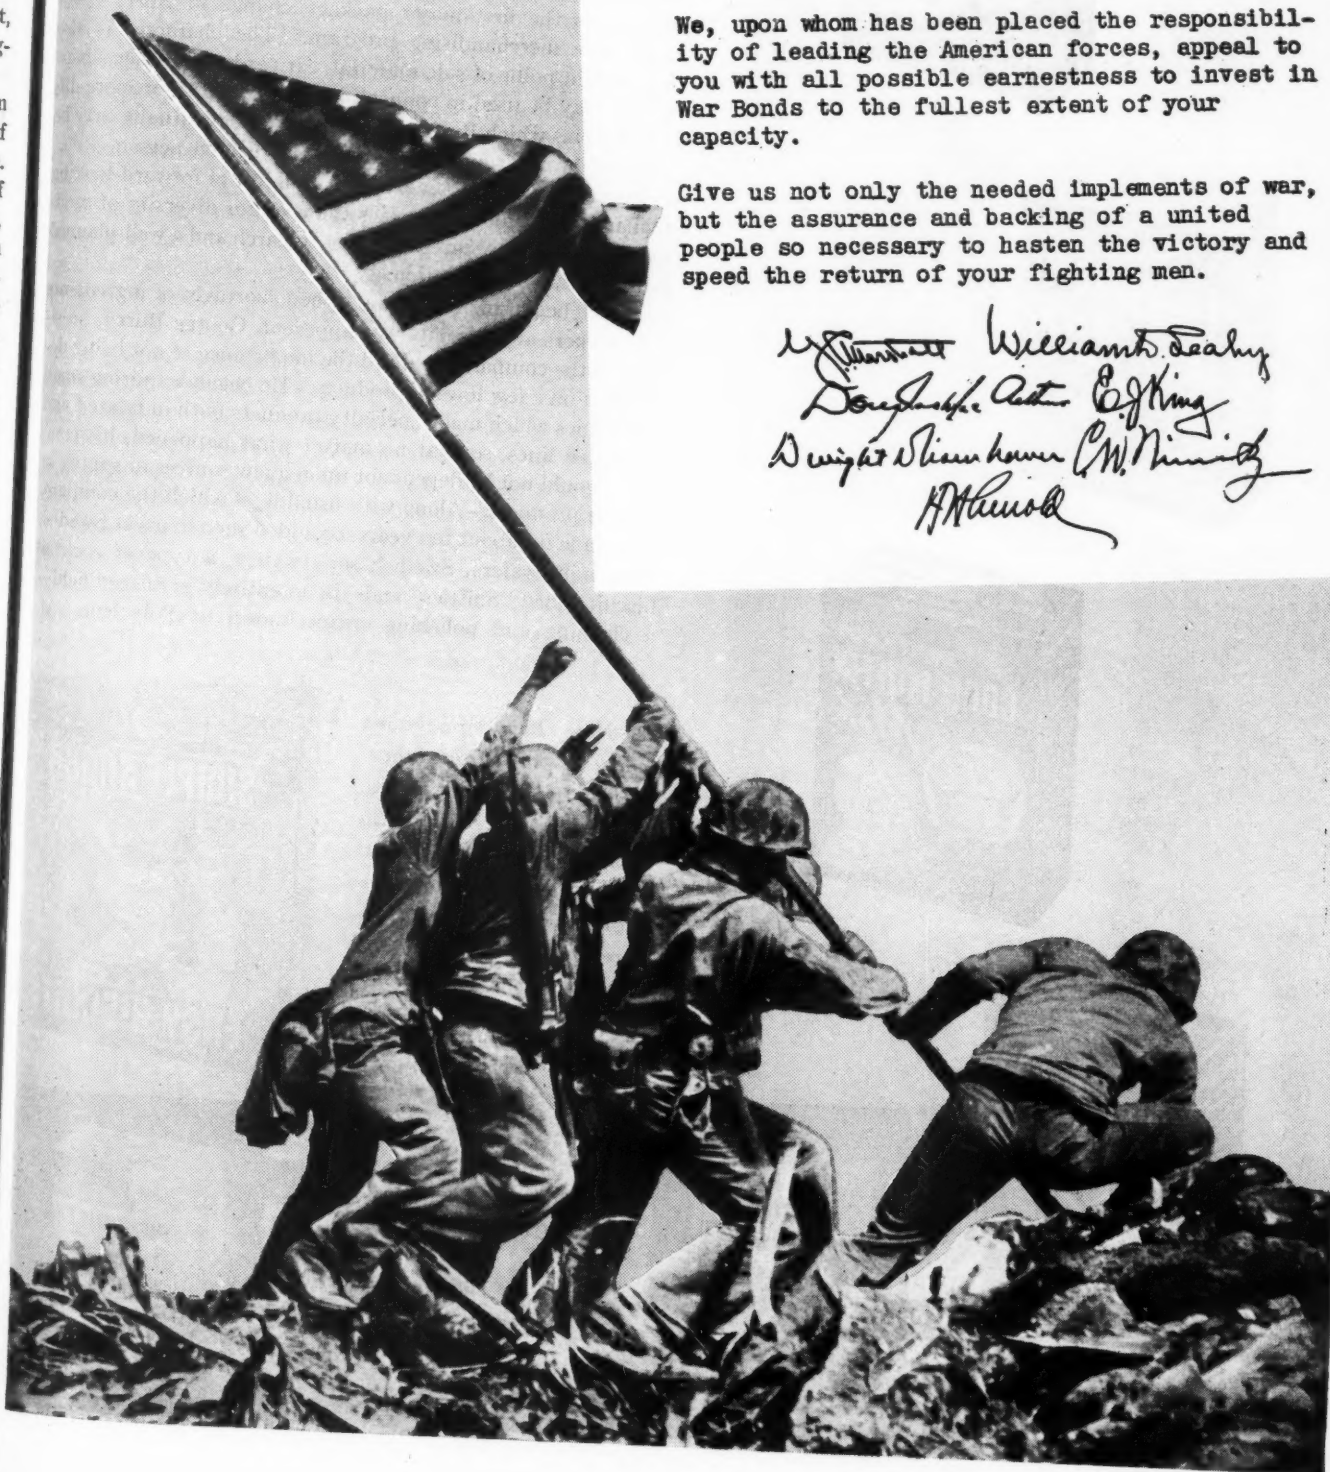 We, upon whom has been placed the responsibil-
ity of leading the American forces, appeal to
you with all possible earnestness to invest in
War Bonds to the fullest extent of your
capacity.
Give us not only the needed implements of war,
but the assurance and backing of a united
people so necessary to hasten the victory and
speed the return of your fighting men.
G. C. Marshall William D. Leahy
Douglas MacArthur E. J. King
Dwight D Eisenhower C. W. Nimitz
H H Arnold